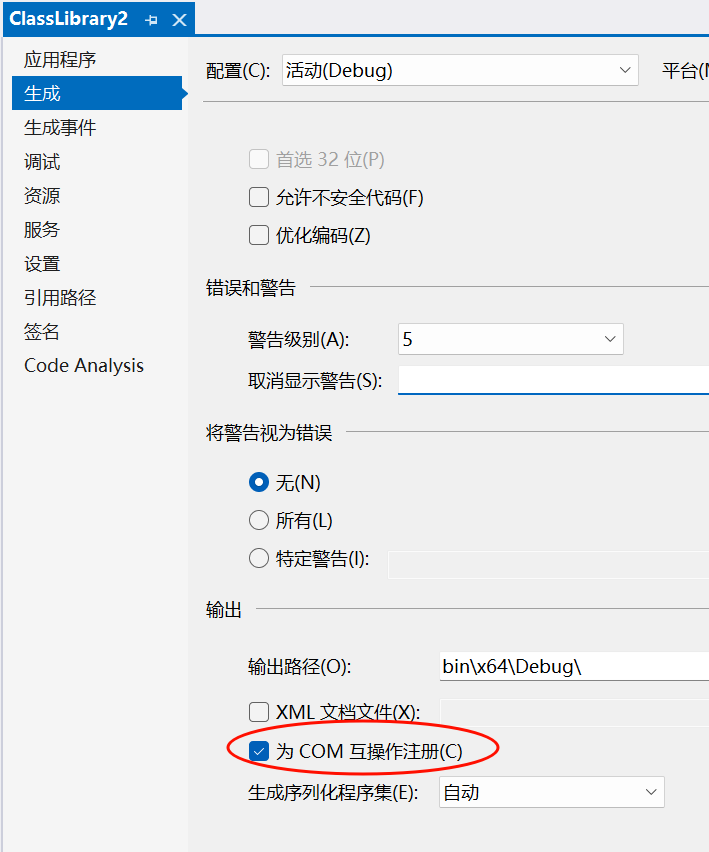 ClassLibrary2
应用程序
生成
生成事件
调试
资源
服务
设置
引用路径
签名
Code Analysis
配置(C): 活动(Debug) 平台(
首选 32 位(P)
允许不安全代码(F)
优化编码(Z)
错误和警告
警告级别(A): 5
取消显示警告(S):
将警告视为错误
无(N)
所有(L)
特定警告(I):
输出
输出路径(O): bin\x64\Debug\
XML 文档文件(X):
为 COM 互操作注册(C)
生成序列化程序集(E): 自动